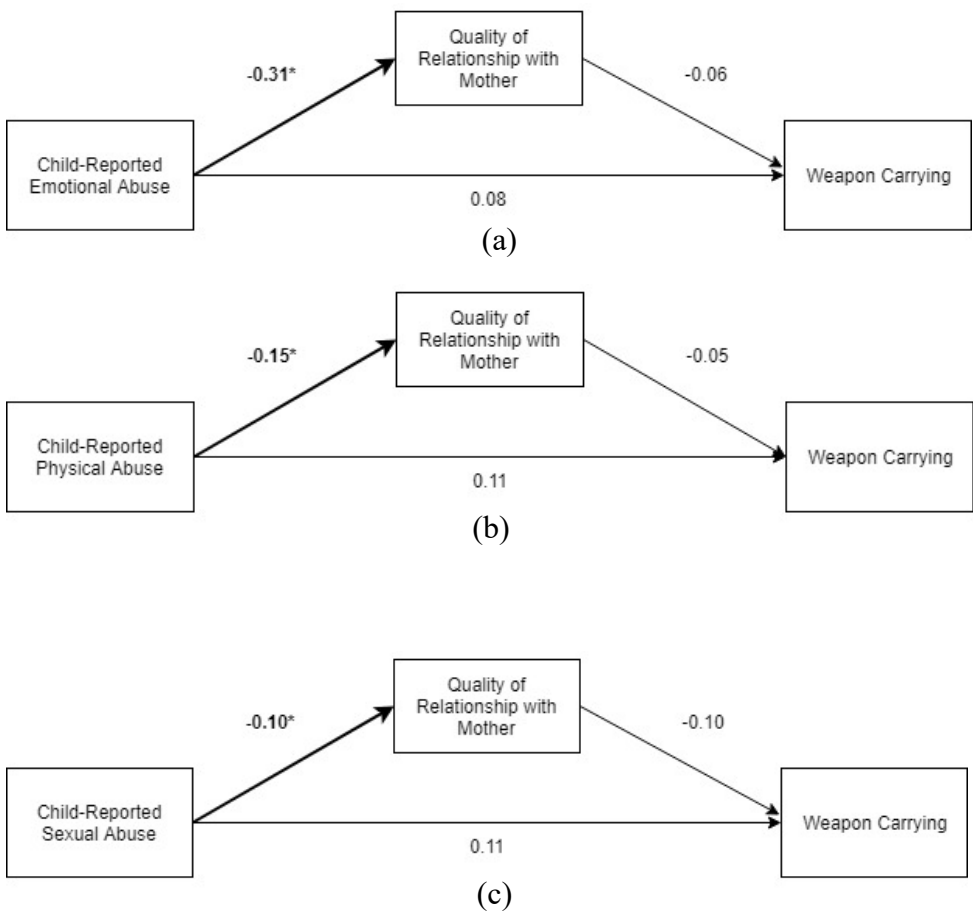 Quality of
Relationship with
Mother
-0.31*
-0.06
Child-Reported
Emotional Abuse
Weapon Carrying
0.08
(a)
Quality of
Relationship with
Mother
-0.15*
-0.05
Child-Reported
Physical Abuse
Weapon Carrying
0.11
(b)
Quality of
Relationship with
Mother
-0.10*
-0.10
Child-Reported
Sexual Abuse
Weapon Carrying
0.11
(c)